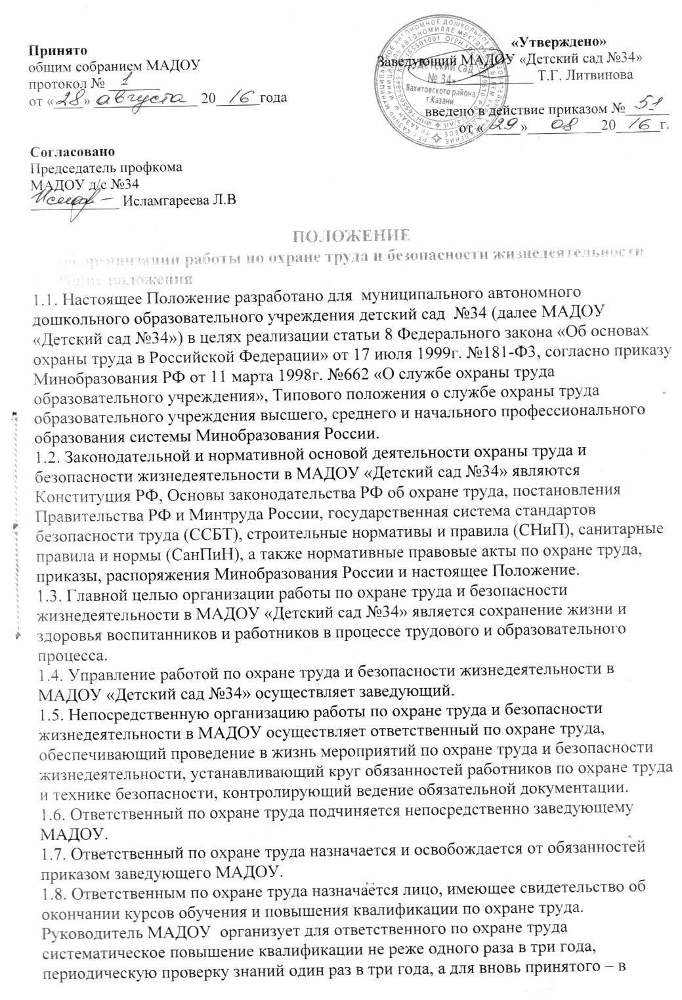 Принято
общим собранием МАДОУ
протокол № 1
от «28» августа 2016 года
«Утверждено»
Заведующий МАДОУ «Детский сад №34»
Т.Г. Литвинова
введено в действие приказом № 51
от «29» 08 2016 г.
«Детский сад
№ 34»
Вахитовского района
г.Казани
Согласовано
Председатель профкома
МАДОУ д/с №34
Исламгареева Л.В
ПОЛОЖЕНИЕ
об организации работы по охране труда и безопасности жизнедеятельности
общие положения
1.1. Настоящее Положение разработано для муниципального автономного
дошкольного образовательного учреждения детский сад №34 (далее МАДОУ
«Детский сад №34») в целях реализации статьи 8 Федерального закона «Об основах
охраны труда в Российской Федерации» от 17 июля 1999г. №181-ФЗ, согласно приказу
Минобразования РФ от 11 марта 1998г. №662 «О службе охраны труда
образовательного учреждения», Типового положения о службе охраны труда
образовательного учреждения высшего, среднего и начального профессионального
образования системы Минобразования России.
1.2. Законодательной и нормативной основой деятельности охраны труда и
безопасности жизнедеятельности в МАДОУ «Детский сад №34» являются
Конституция РФ, Основы законодательства РФ об охране труда, постановления
Правительства РФ и Минтруда России, государственная система стандартов
безопасности труда (ССБТ), строительные нормативы и правила (СНиП), санитарные
правила и нормы (СанПиН), а также нормативные правовые акты по охране труда,
приказы, распоряжения Минобразования России и настоящее Положение.
1.3. Главной целью организации работы по охране труда и безопасности
жизнедеятельности в МАДОУ «Детский сад №34» является сохранение жизни и
здоровья воспитанников и работников в процессе трудового и образовательного
процесса.
1.4. Управление работой по охране труда и безопасности жизнедеятельности в
МАДОУ «Детский сад №34» осуществляет заведующий.
1.5. Непосредственную организацию работы по охране труда и безопасности
жизнедеятельности в МАДОУ осуществляет ответственный по охране труда,
обеспечивающий проведение в жизнь мероприятий по охране труда и безопасности
жизнедеятельности, устанавливающий круг обязанностей работников по охране труда
и технике безопасности, контролирующий ведение обязательной документации.
1.6. Ответственный по охране труда подчиняется непосредственно заведующему
МАДОУ.
1.7. Ответственный по охране труда назначается и освобождается от обязанностей
приказом заведующего МАДОУ.
1.8. Ответственным по охране труда назначается лицо, имеющее свидетельство об
окончании курсов обучения и повышения квалификации по охране труда.
Руководитель МАДОУ организует для ответственного по охране труда
систематическое повышение квалификации не реже одного раза в три года,
периодическую проверку знаний один раз в три года, а для вновь принятого – в